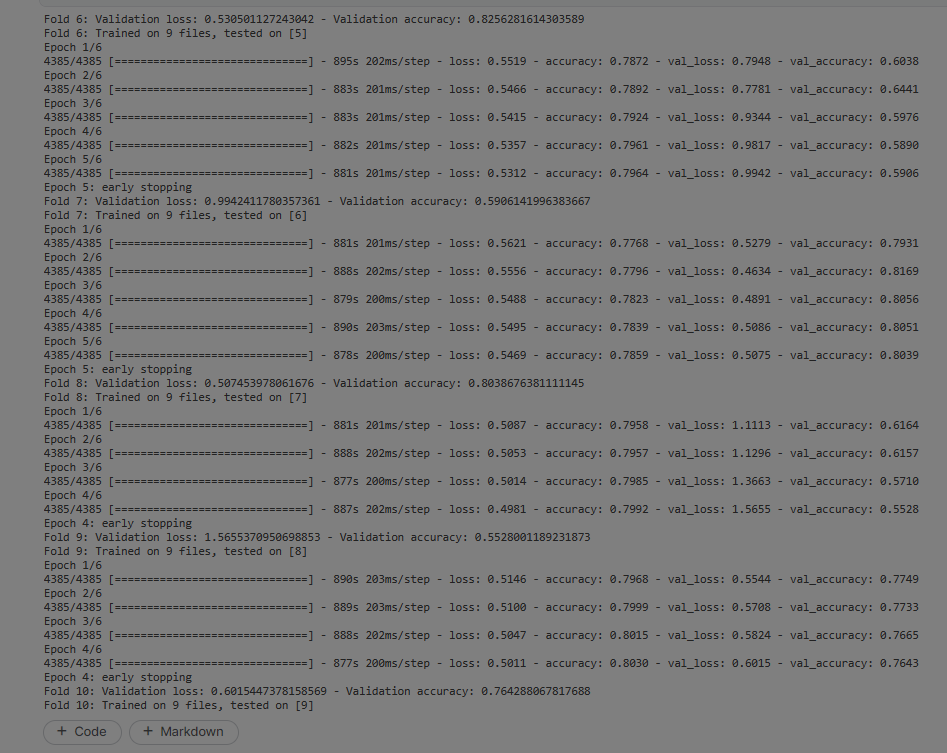 Fold 6: Validation loss: 0.530501127243042 - Validation accuracy: 0.8256281614303589
Fold 6: Trained on 9 files, tested on [5]
Epoch 1/6
4385/4385 [==============================] - 895s 202ms/step - loss: 0.5519 - accuracy: 0.7872 - val_loss: 0.7948 - val_accuracy: 0.6038
Epoch 2/6
4385/4385 [==============================] - 883s 201ms/step - loss: 0.5466 - accuracy: 0.7892 - val_loss: 0.7781 - val_accuracy: 0.6441
Epoch 3/6
4385/4385 [==============================] - 883s 201ms/step - loss: 0.5415 - accuracy: 0.7924 - val_loss: 0.9344 - val_accuracy: 0.5976
Epoch 4/6
4385/4385 [==============================] - 882s 201ms/step - loss: 0.5357 - accuracy: 0.7961 - val_loss: 0.9817 - val_accuracy: 0.5890
Epoch 5/6
4385/4385 [==============================] - 881s 201ms/step - loss: 0.5312 - accuracy: 0.7964 - val_loss: 0.9942 - val_accuracy: 0.5906
Epoch 5: early stopping
Fold 7: Validation loss: 0.9942411780357361 - Validation accuracy: 0.5906141996383667
Fold 7: Trained on 9 files, tested on [6]
Epoch 1/6
4385/4385 [==============================] - 881s 201ms/step - loss: 0.5621 - accuracy: 0.7768 - val_loss: 0.5279 - val_accuracy: 0.7931
Epoch 2/6
4385/4385 [==============================] - 888s 202ms/step - loss: 0.5556 - accuracy: 0.7796 - val_loss: 0.4634 - val_accuracy: 0.8169
Epoch 3/6
4385/4385 [==============================] - 879s 200ms/step - loss: 0.5488 - accuracy: 0.7823 - val_loss: 0.4891 - val_accuracy: 0.8056
Epoch 4/6
4385/4385 [==============================] - 890s 203ms/step - loss: 0.5495 - accuracy: 0.7839 - val_loss: 0.5086 - val_accuracy: 0.8051
Epoch 5/6
4385/4385 [==============================] - 878s 200ms/step - loss: 0.5469 - accuracy: 0.7859 - val_loss: 0.5075 - val_accuracy: 0.8039
Epoch 5: early stopping
Fold 8: Validation loss: 0.507453978061676 - Validation accuracy: 0.8038676381111145
Fold 8: Trained on 9 files, tested on [7]
Epoch 1/6
4385/4385 [==============================] - 881s 201ms/step - loss: 0.5087 - accuracy: 0.7958 - val_loss: 1.1113 - val_accuracy: 0.6164
Epoch 2/6
4385/4385 [==============================] - 888s 202ms/step - loss: 0.5053 - accuracy: 0.7957 - val_loss: 1.1296 - val_accuracy: 0.6157
Epoch 3/6
4385/4385 [==============================] - 877s 200ms/step - loss: 0.5014 - accuracy: 0.7985 - val_loss: 1.3663 - val_accuracy: 0.5710
Epoch 4/6
4385/4385 [==============================] - 887s 202ms/step - loss: 0.4981 - accuracy: 0.7992 - val_loss: 1.5655 - val_accuracy: 0.5528
Epoch 4: early stopping
Fold 9: Validation loss: 1.5655370950698853 - Validation accuracy: 0.5528001189231873
Fold 9: Trained on 9 files, tested on [8]
Epoch 1/6
4385/4385 [==============================] - 890s 203ms/step - loss: 0.5146 - accuracy: 0.7968 - val_loss: 0.5544 - val_accuracy: 0.7749
Epoch 2/6
4385/4385 [==============================] - 889s 203ms/step - loss: 0.5100 - accuracy: 0.7999 - val_loss: 0.5708 - val_accuracy: 0.7733
Epoch 3/6
4385/4385 [==============================] - 888s 202ms/step - loss: 0.5047 - accuracy: 0.8015 - val_loss: 0.5824 - val_accuracy: 0.7665
Epoch 4/6
4385/4385 [==============================] - 877s 200ms/step - loss: 0.5011 - accuracy: 0.8030 - val_loss: 0.6015 - val_accuracy: 0.7643
Epoch 4: early stopping
Fold 10: Validation loss: 0.6015447378158569 - Validation accuracy: 0.764288067817688
Fold 10: Trained on 9 files, tested on [9]
+ Code + Markdown